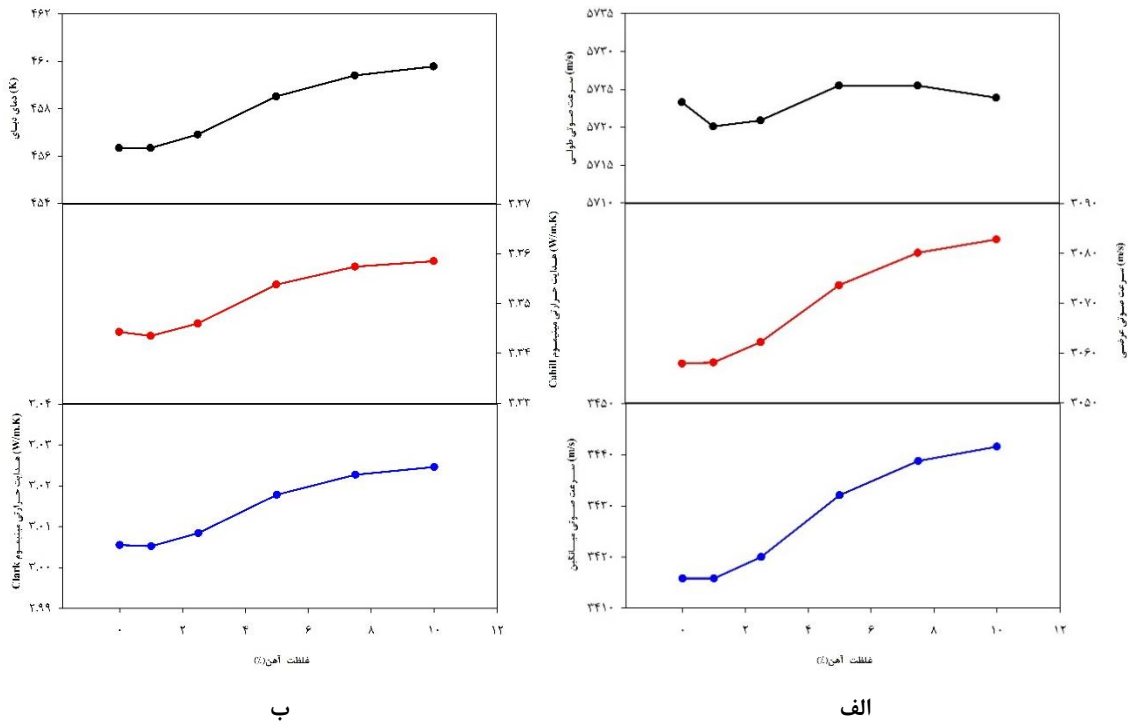 ۴۶۲
۴۶۰
۴۵۸
۴۵۶
۴۵۴
دمای دبای (K)
۳.۳۷
۳.۳۶
۳.۳۵
۳.۳۴
۳.۳۳
هدایت حرارتی مینیموم Cahill (W/m.K)
۳.۰۴
۳.۰۳
۳.۰۲
۳.۰۱
۳.۰۰
۲.۹۹
هدایت حرارتی مینیموم Clark (W/m.K)
۰ ۲ ۴ ۶ ۸ ۱۰ ۱۲
غلظت آهن(٪)
ب
۵۷۳۵
۵۷۳۰
۵۷۲۵
۵۷۲۰
۵۷۱۵
۵۷۱۰
سرعت صوتی طولی (m/s)
۳۰۹۰
۳۰۸۰
۳۰۷۰
۳۰۶۰
۳۰۵۰
سرعت صوتی عرضی (m/s)
۳۴۵۰
۳۴۴۰
۳۴۳۰
۳۴۲۰
۳۴۱۰
سرعت صوتی میانگین (m/s)
۰ ۲ ۴ ۶ ۸ ۱۰ ۱۲
غلظت آهن(٪)
الف